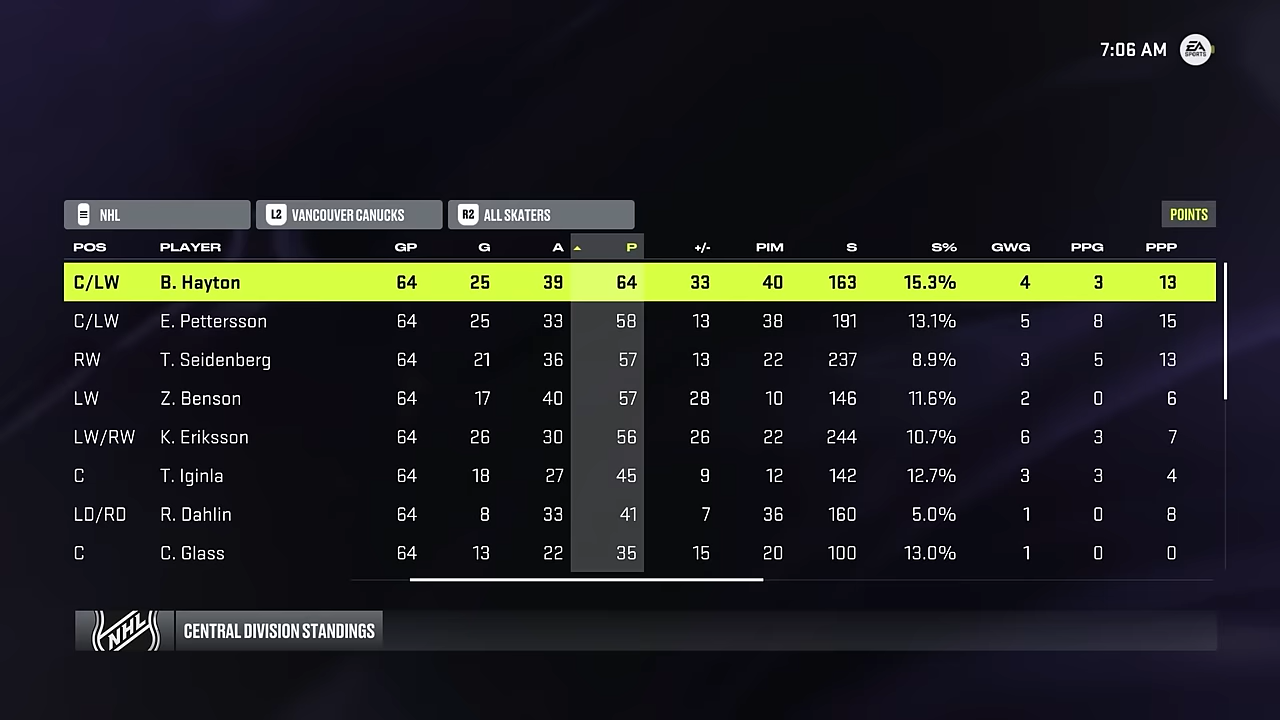 7:06 AM EA SPORTS
NHL L2 VANCOUVER CANUCKS R2 ALL SKATERS POINTS
POS PLAYER GP G A P +/- PIM S S% GWG PPG PPP
C/LW B. Hayton 64 25 39 64 33 40 163 15.3% 4 3 13
C/LW E. Pettersson 64 25 33 58 13 38 191 13.1% 5 8 15
RW T. Seidenberg 64 21 36 57 13 22 237 8.9% 3 5 13
LW Z. Benson 64 17 40 57 28 10 146 11.6% 2 0 6
LW/RW K. Eriksson 64 26 30 56 26 22 244 10.7% 6 3 7
C T. Iginla 64 18 27 45 9 12 142 12.7% 3 3 4
LD/RD R. Dahlin 64 8 33 41 7 36 160 5.0% 1 0 8
C C. Glass 64 13 22 35 15 20 100 13.0% 1 0 0
NHL CENTRAL DIVISION STANDINGS